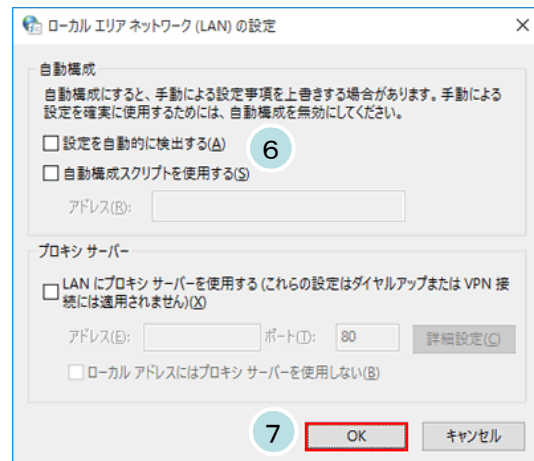 ローカル エリア ネットワーク (LAN) の設定
自動構成
自動構成にすると、手動による設定事項を上書きする場合があります。手動による
設定を確実に使用するためには、自動構成を無効にしてください。
設定を自動的に検出する(A)
6
自動構成スクリプトを使用する(S)
アドレス(R):
プロキシ サーバー
LAN にプロキシ サーバーを使用する (これらの設定はダイヤルアップまたは VPN 接
続には適用されません)(X)
アドレス(E): ポート(T): 80 詳細設定(C)
ローカル アドレスにはプロキシ サーバーを使用しない(B)
7 OK キャンセル